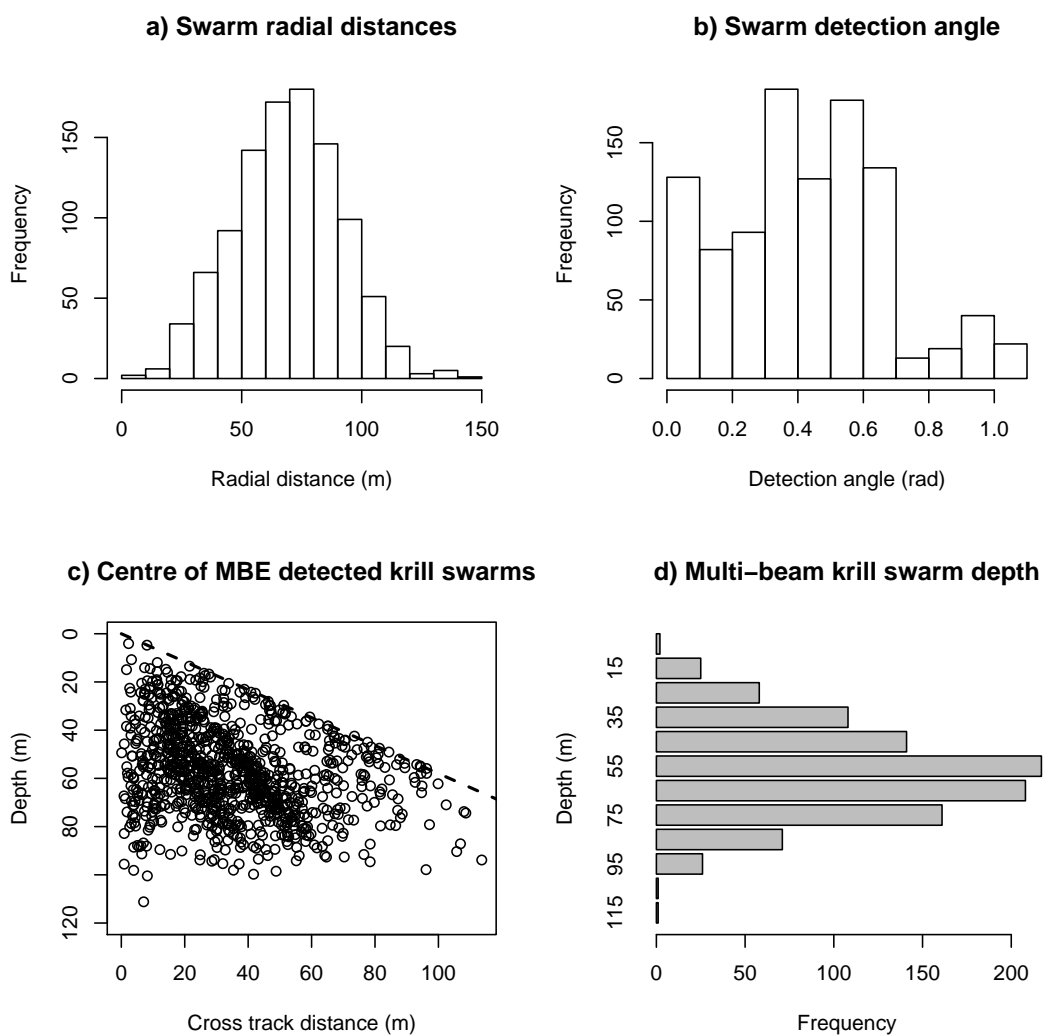 a) Swarm radial distances
Frequency
0 50 100 150
0 50 100 150
Radial distance (m)
b) Swarm detection angle
Freqeuncy
0 50 100 150
0.0 0.2 0.4 0.6 0.8 1.0
Detection angle (rad)
c) Centre of MBE detected krill swarms
Depth (m)
0 20 40 60 80 120
0 20 40 60 80 100
Cross track distance (m)
d) Multi−beam krill swarm depth
Depth (m)
15 35 55 75 95 115
0 50 100 150 200
Frequency